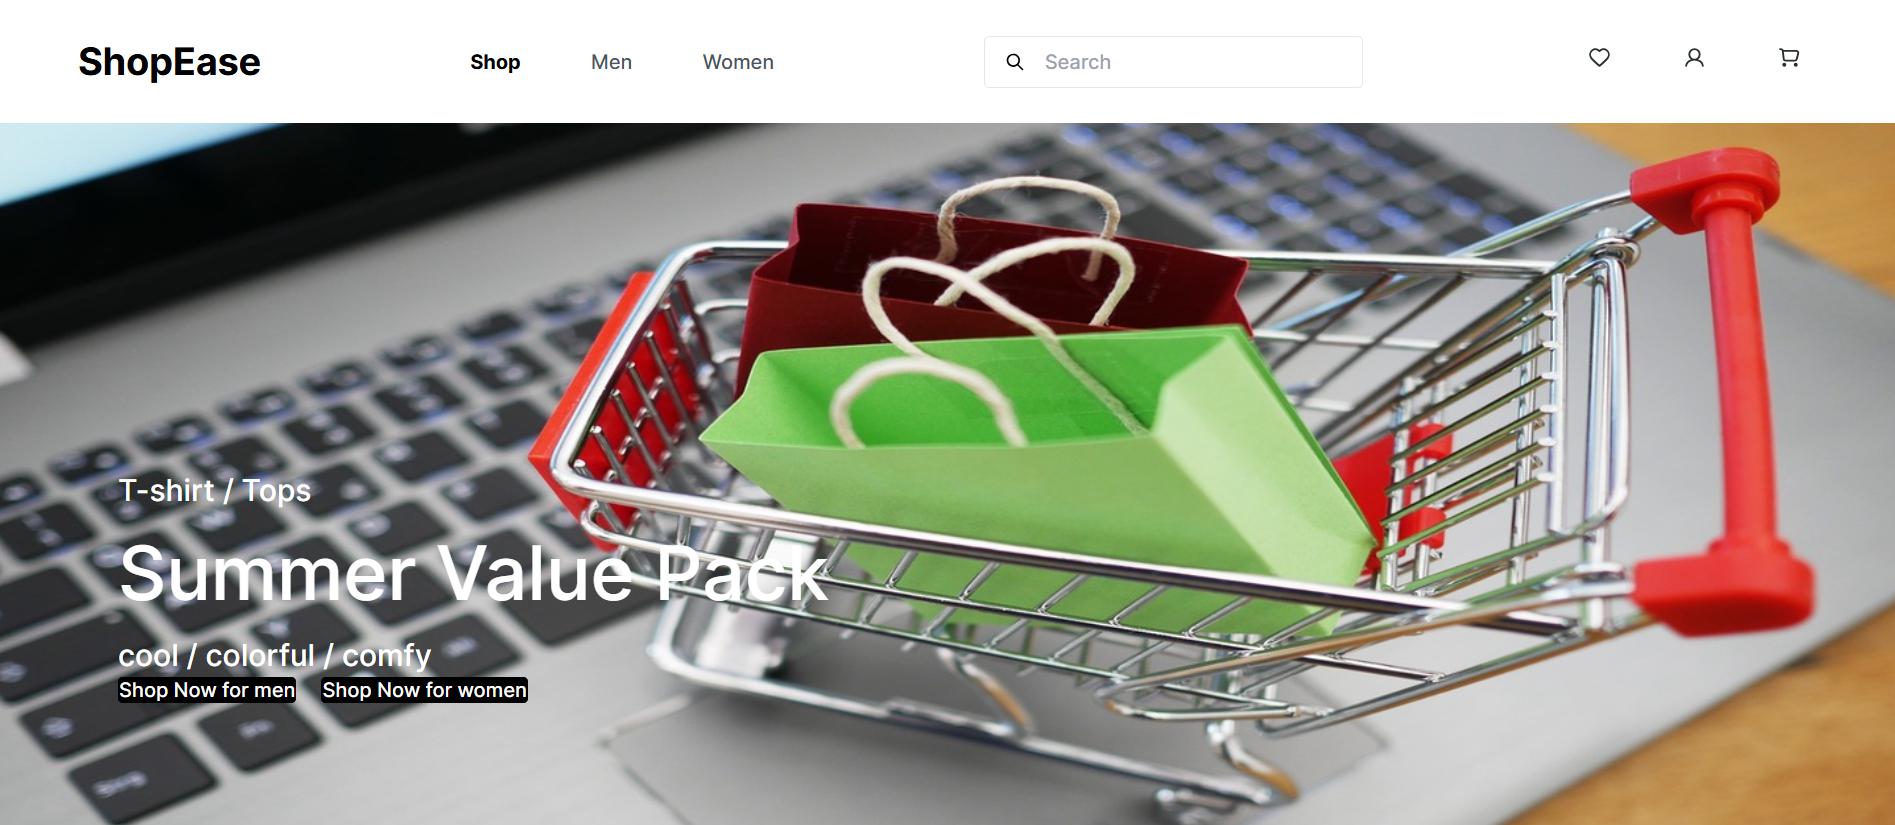 ShopEase
Shop
Men
Women
Search
T-shirt / Tops
Summer Value Pack
cool / colorful / comfy
Shop Now for men
Shop Now for women